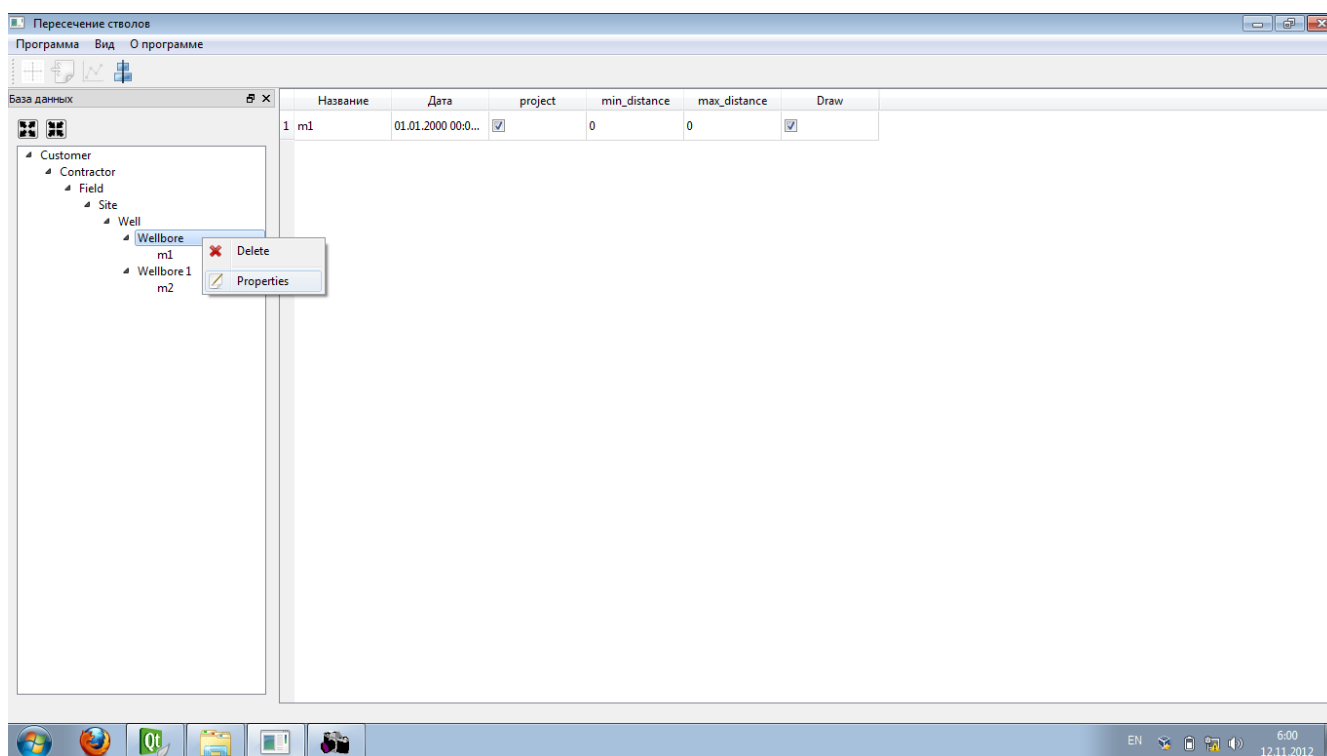 Пересечение стволов
Программа Вид О программе
База данных
Название Дата project min_distance max_distance Draw
1 m1 01.01.2000 00:0... 0 0
Customer
Contractor
Field
Site
Well
Wellbore
m1
Wellbore 1
m2
Delete
Properties
Qt
EN 6:00
12.11.2012